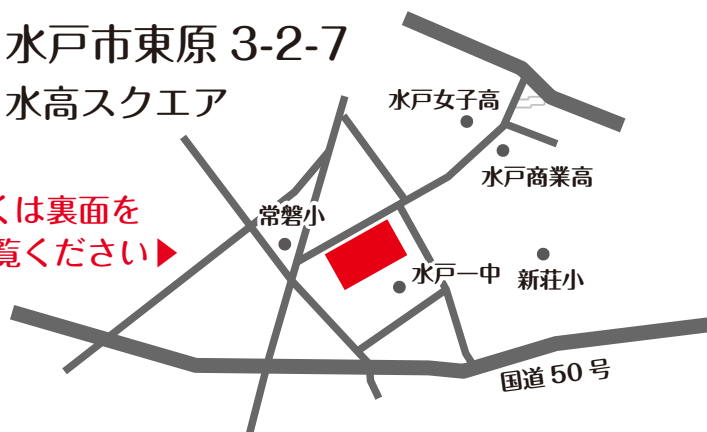 水戸市東原 3-2-7
水高スクエア
くは裏面を
覧ください▶
水戸女子高
水戸商業高
常磐小
水戸一中
新荘小
国道 50 号